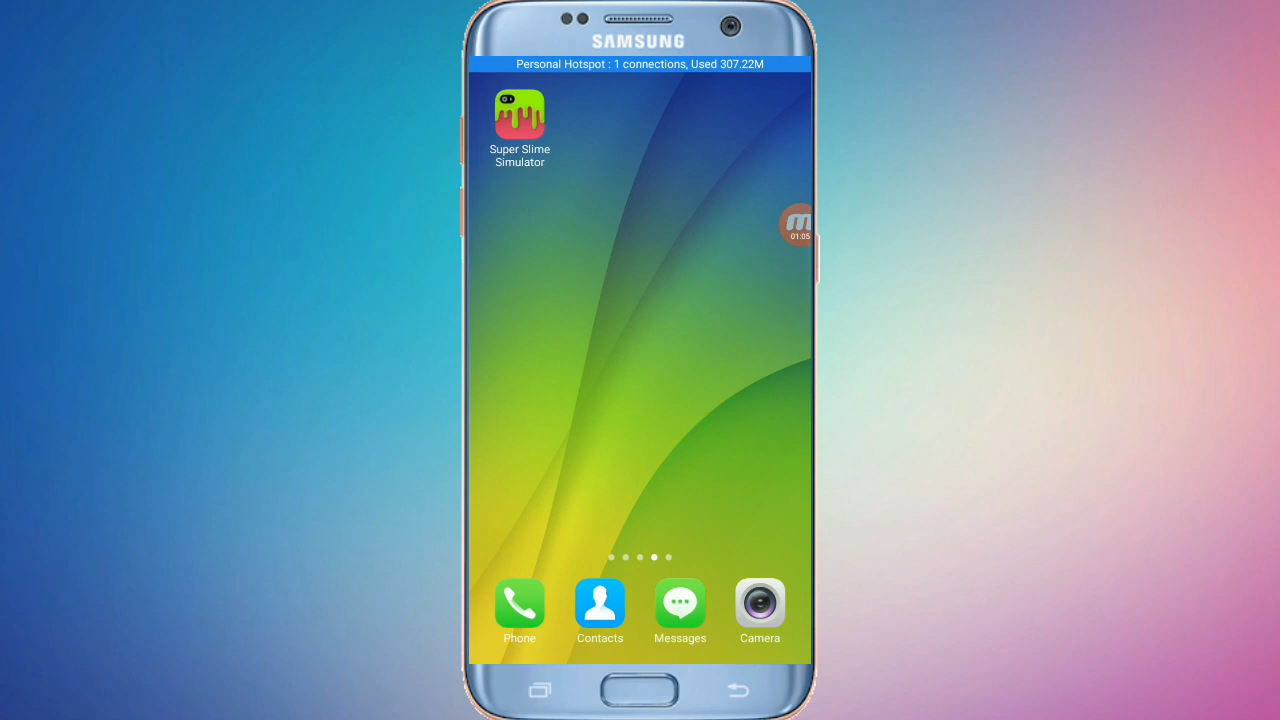 SAMSUNG
Personal Hotspot : 1 connections, Used 307.22M
Super Slime
Simulator
01:05
Phone
Contacts
Messages
Camera